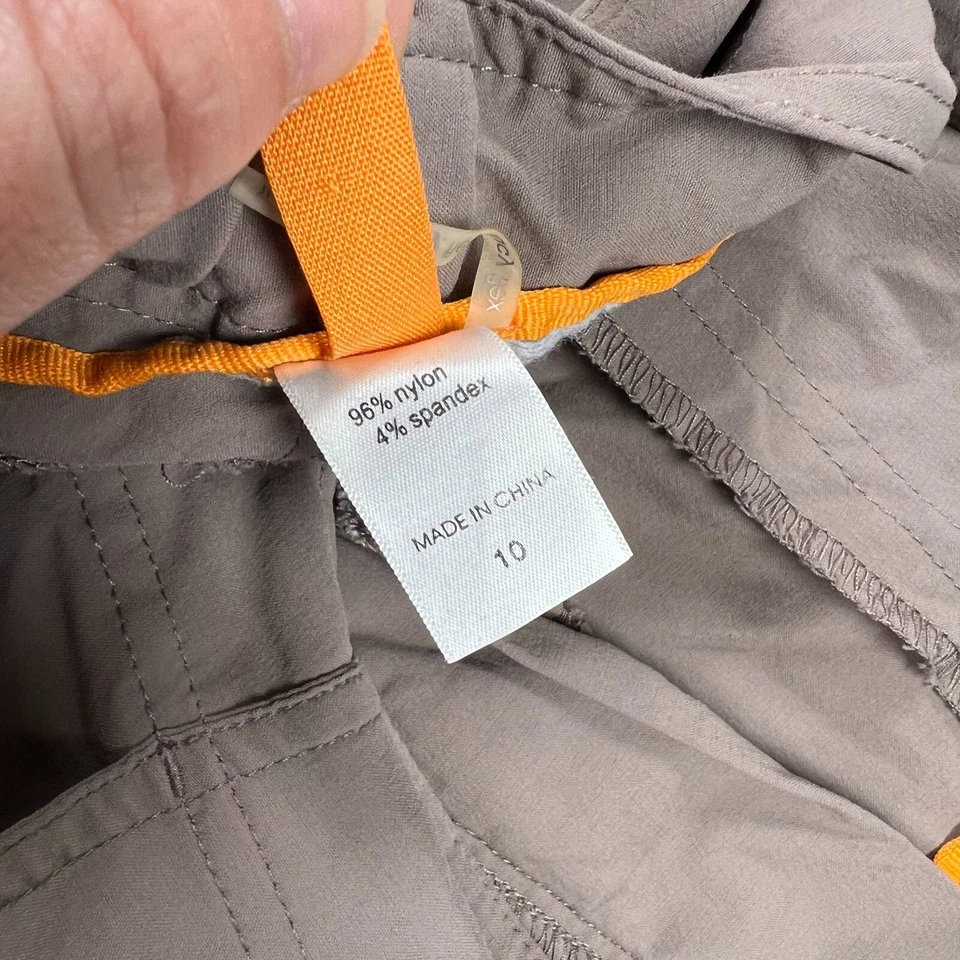 96% nylon
4% spandex
MADE IN CHINA
10